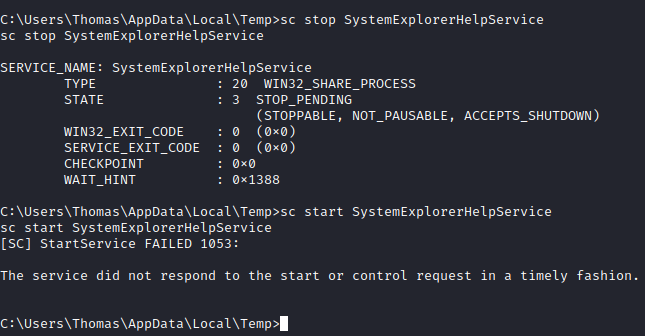 C:\Users\Thomas\AppData\Local\Temp>sc stop SystemExplorerHelpService
sc stop SystemExplorerHelpService
SERVICE_NAME: SystemExplorerHelpService
        TYPE               : 20  WIN32_SHARE_PROCESS
        STATE              : 3  STOP_PENDING
                                (STOPPABLE, NOT_PAUSABLE, ACCEPTS_SHUTDOWN)
        WIN32_EXIT_CODE    : 0  (0×0)
        SERVICE_EXIT_CODE  : 0  (0×0)
        CHECKPOINT         : 0×0
        WAIT_HINT          : 0×1388
C:\Users\Thomas\AppData\Local\Temp>sc start SystemExplorerHelpService
sc start SystemExplorerHelpService
[SC] StartService FAILED 1053:
The service did not respond to the start or control request in a timely fashion.
C:\Users\Thomas\AppData\Local\Temp>